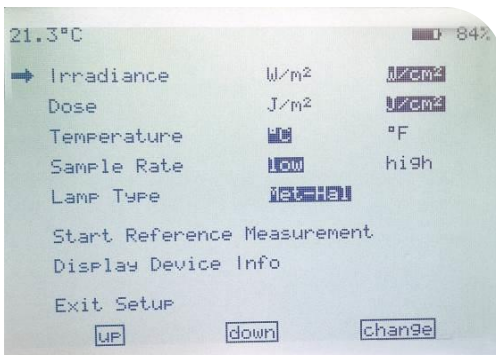 21.3°C 84%
→ Irradiance W/m² W/cm²
Dose J/m² J/cm²
Temperature °C °F
Sample Rate low high
Lamp Type Met-Hal
Start Reference Measurement
Display Device Info
Exit Setup
up down change